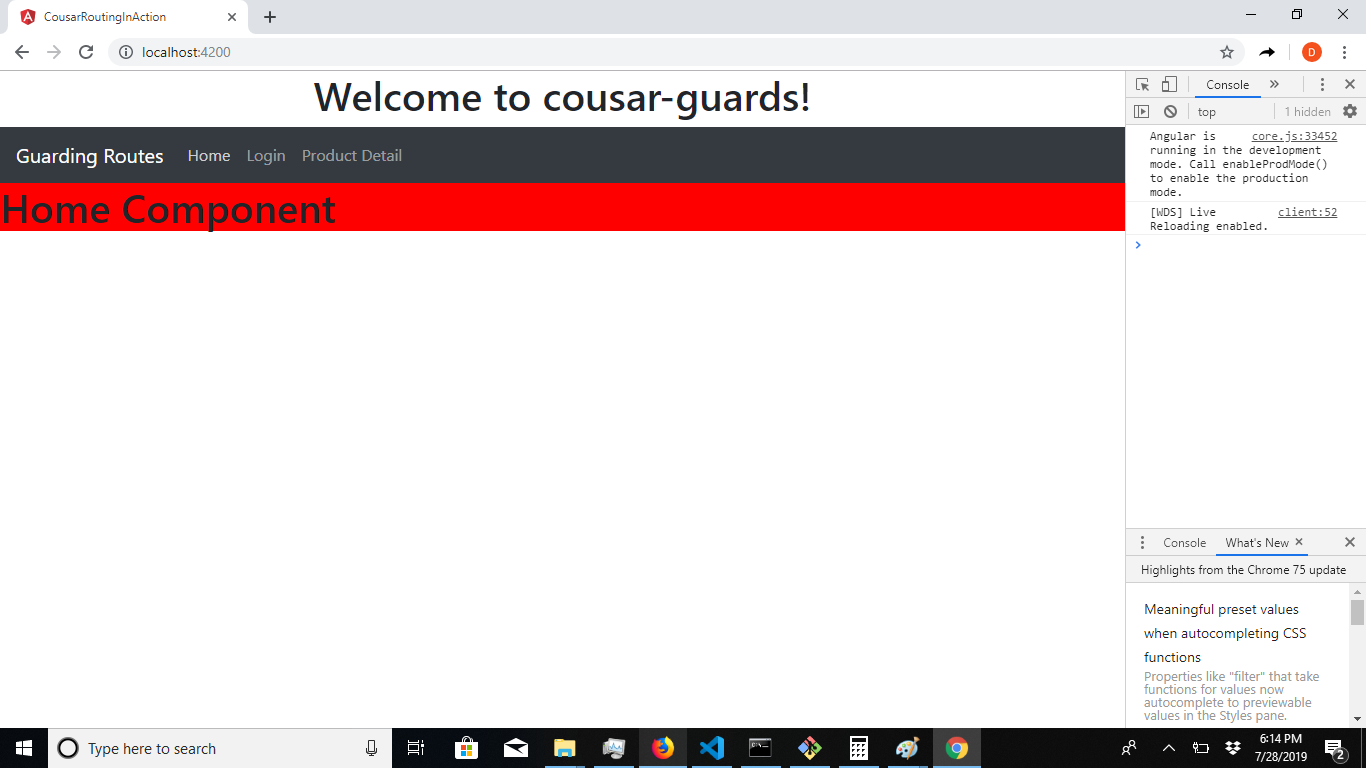 CousarRoutingInAction
localhost:4200
D
Welcome to cousar-guards!
Guarding Routes Home Login Product Detail
Home Component
Console
top 1 hidden
Angular is core.js:33452
running in the development
mode. Call enableProdMode()
to enable the production
mode.
[WDS] Live client:52
Reloading enabled.
Console What's New
Highlights from the Chrome 75 update
Meaningful preset values
when autocompleting CSS
functions
Properties like "filter" that take
functions for values now
autocomplete to previewable
values in the Styles pane.
Type here to search
6:14 PM
7/28/2019
2